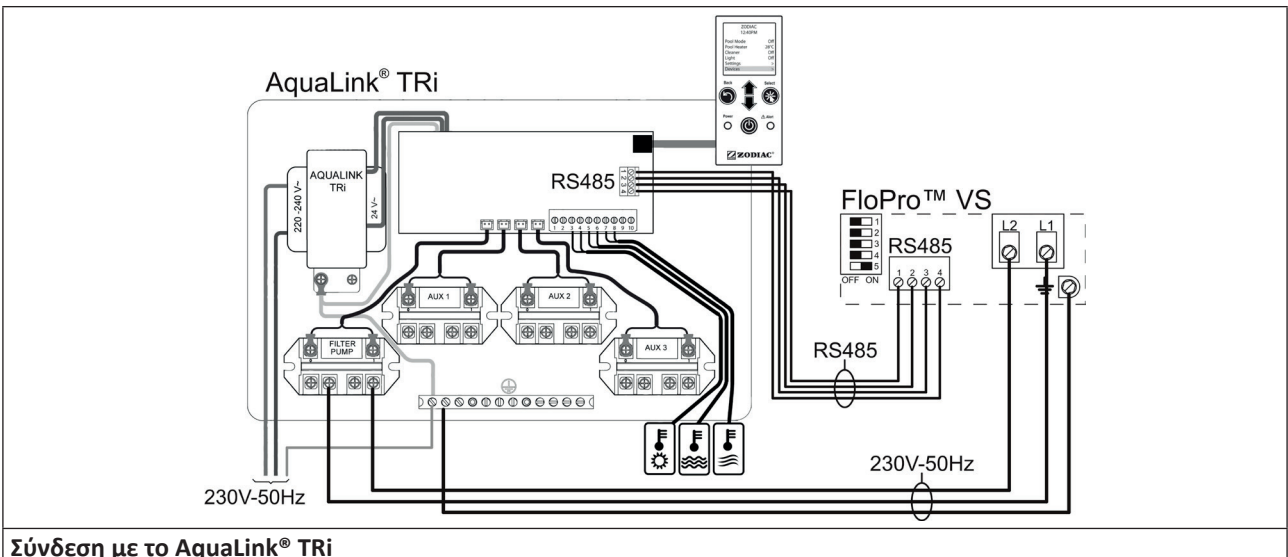 AquaLink® TRi
ZODIAC
12:40PM
Pool Mode Off
Pool Heater 28°C
Cleaner Off
Light Off
Settings >
Devices >
Back
Select
Power
Alert
ZODIAC®
220 -240 V~
AQUALINK
TRi
24 V~
RS485
1
2
3
4
1 2 3 4 5 6 7 8 9 10
FloPro™ VS
1
2
3
4
5
OFF ON
RS485
1 2 3 4
L2 L1
AUX 1
AUX 2
FILTER
PUMP
AUX 3
RS485
230V-50Hz
230V-50Hz
Σύνδεση με το AquaLink® TRi